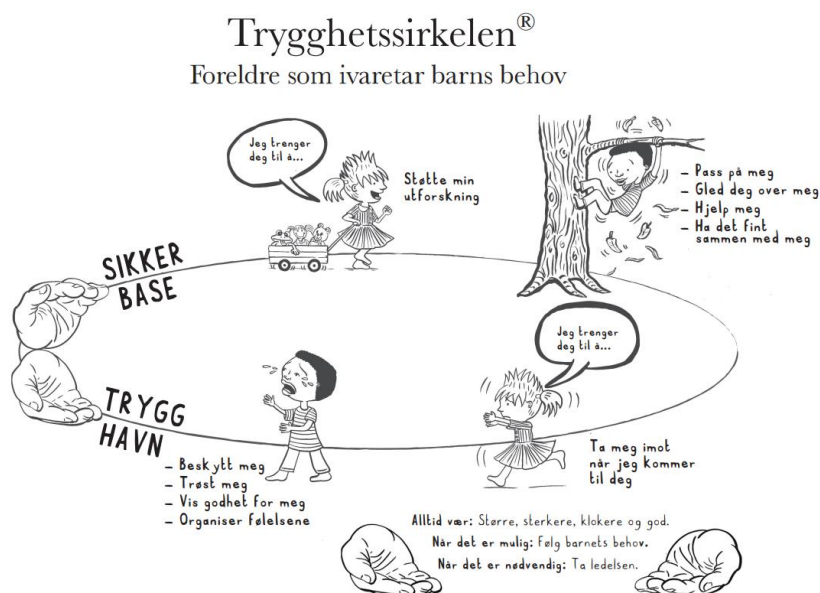 Trygghetssirkelen®
Foreldre som ivaretar barns behov
Jeg trenger
deg til å...
Støtte min
utforskning
– Pass på meg
– Gled deg over meg
– Hjelp meg
– Ha det fint
sammen med meg
SIKKER
BASE
Jeg trenger
deg til å...
TRYGG
HAVN
– Beskytt meg
– Trøst meg
– Vis godhet for meg
– Organiser følelsene
Ta meg imot
når jeg kommer
til deg
Alltid vær: Større, sterkere, klokere og god.
Når det er mulig: Følg barnets behov.
Når det er nødvendig: Ta ledelsen.